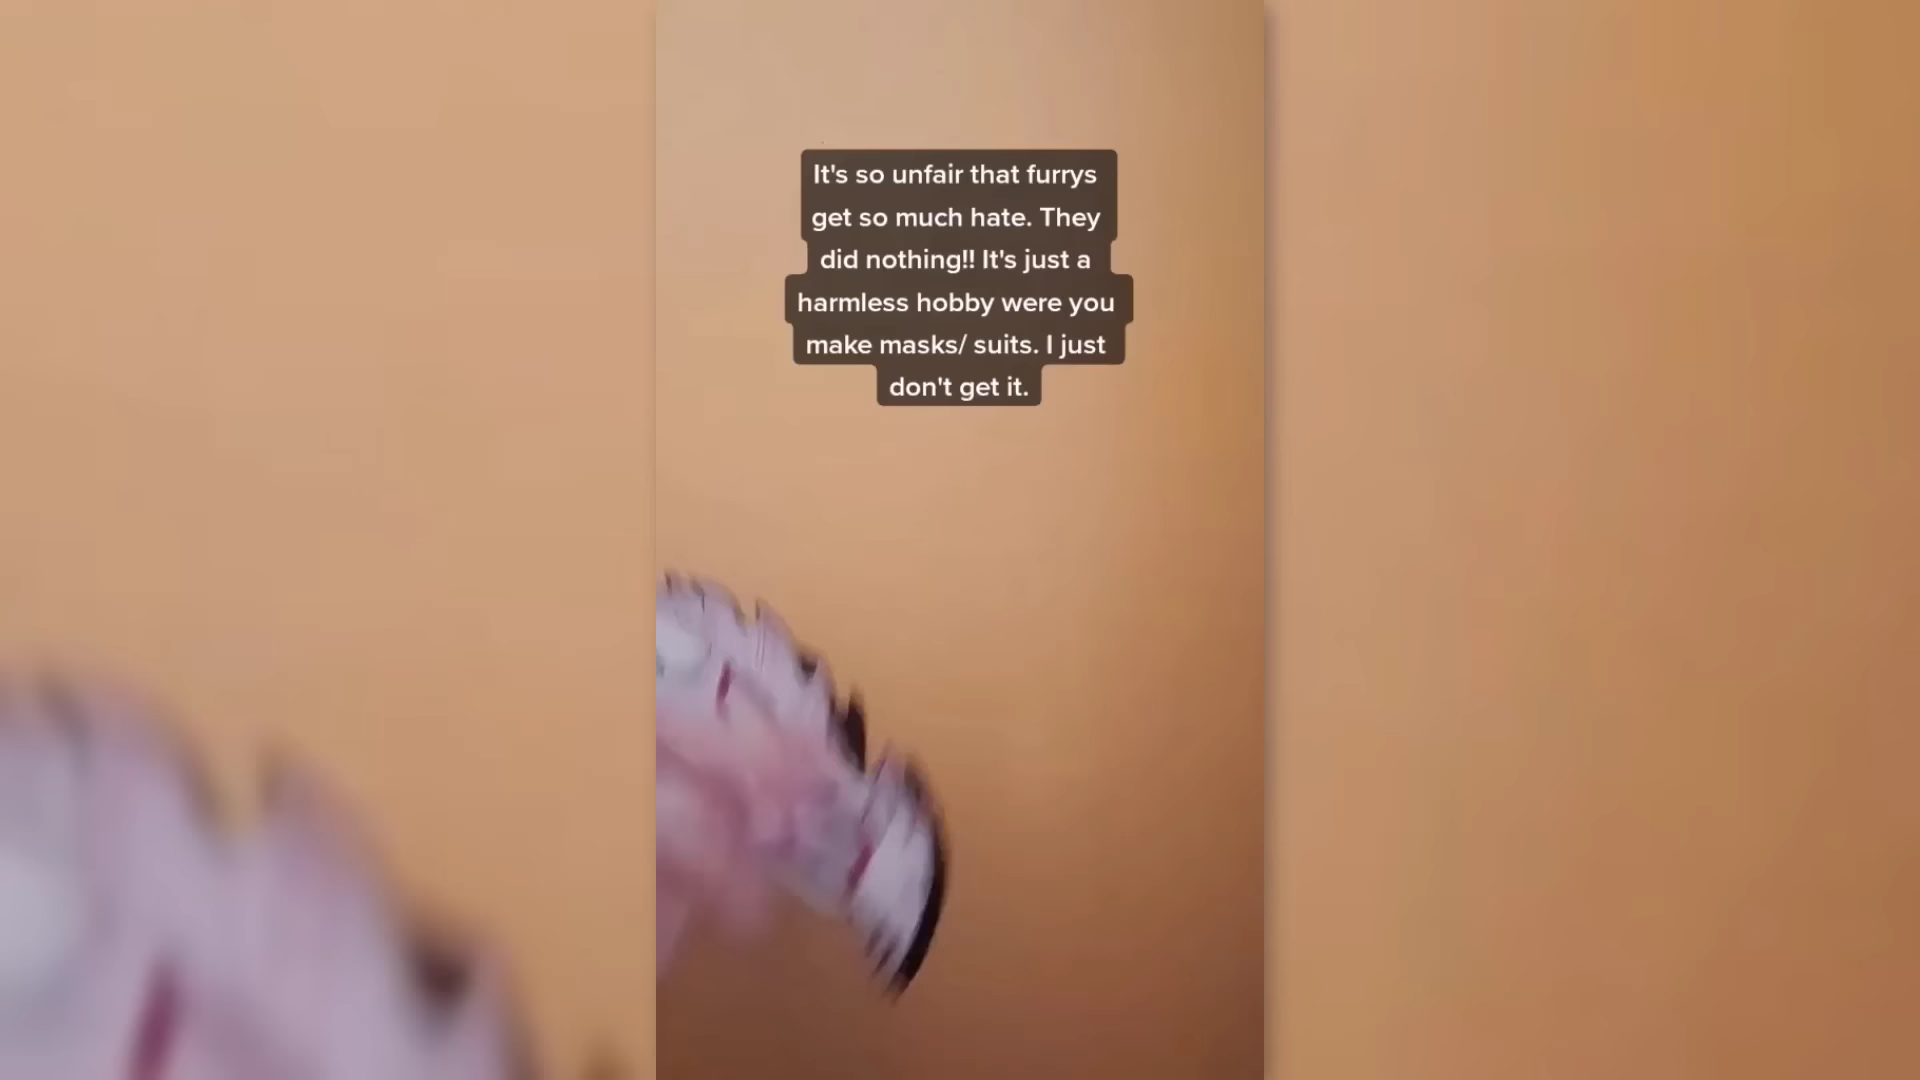 It's so unfair that furrys
get so much hate. They
did nothing!! It's just a
harmless hobby were you
make masks/ suits. I just
don't get it.